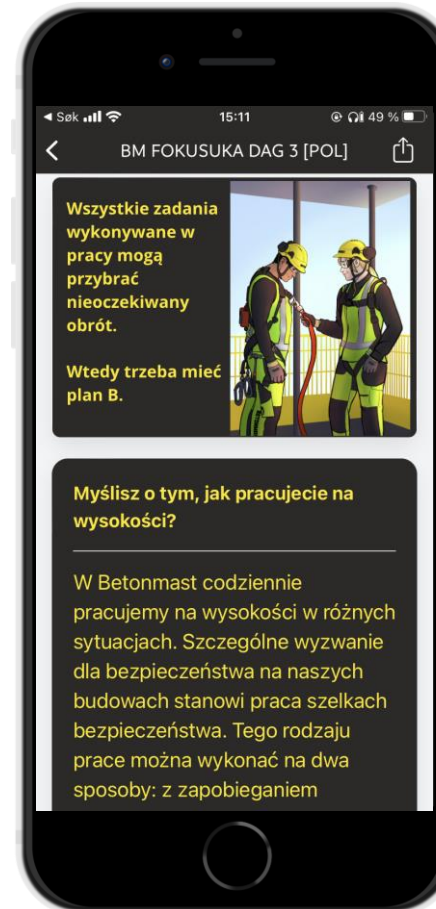 Søk
15:11
49 %
BM FOKUSUKA DAG 3 [POL]
Wszystkie zadania
wykonywane w
pracy mogą
przybrać
nieoczekiwany
obrót.
Wtedy trzeba mieć
plan B.
Myślisz o tym, jak pracujecie na
wysokości?
W Betonmast codziennie
pracujemy na wysokości w różnych
sytuacjach. Szczególne wyzwanie
dla bezpieczeństwa na naszych
budowach stanowi praca szelkach
bezpieczeństwa. Tego rodzaju
prace można wykonać na dwa
sposoby: z zapobieganiem